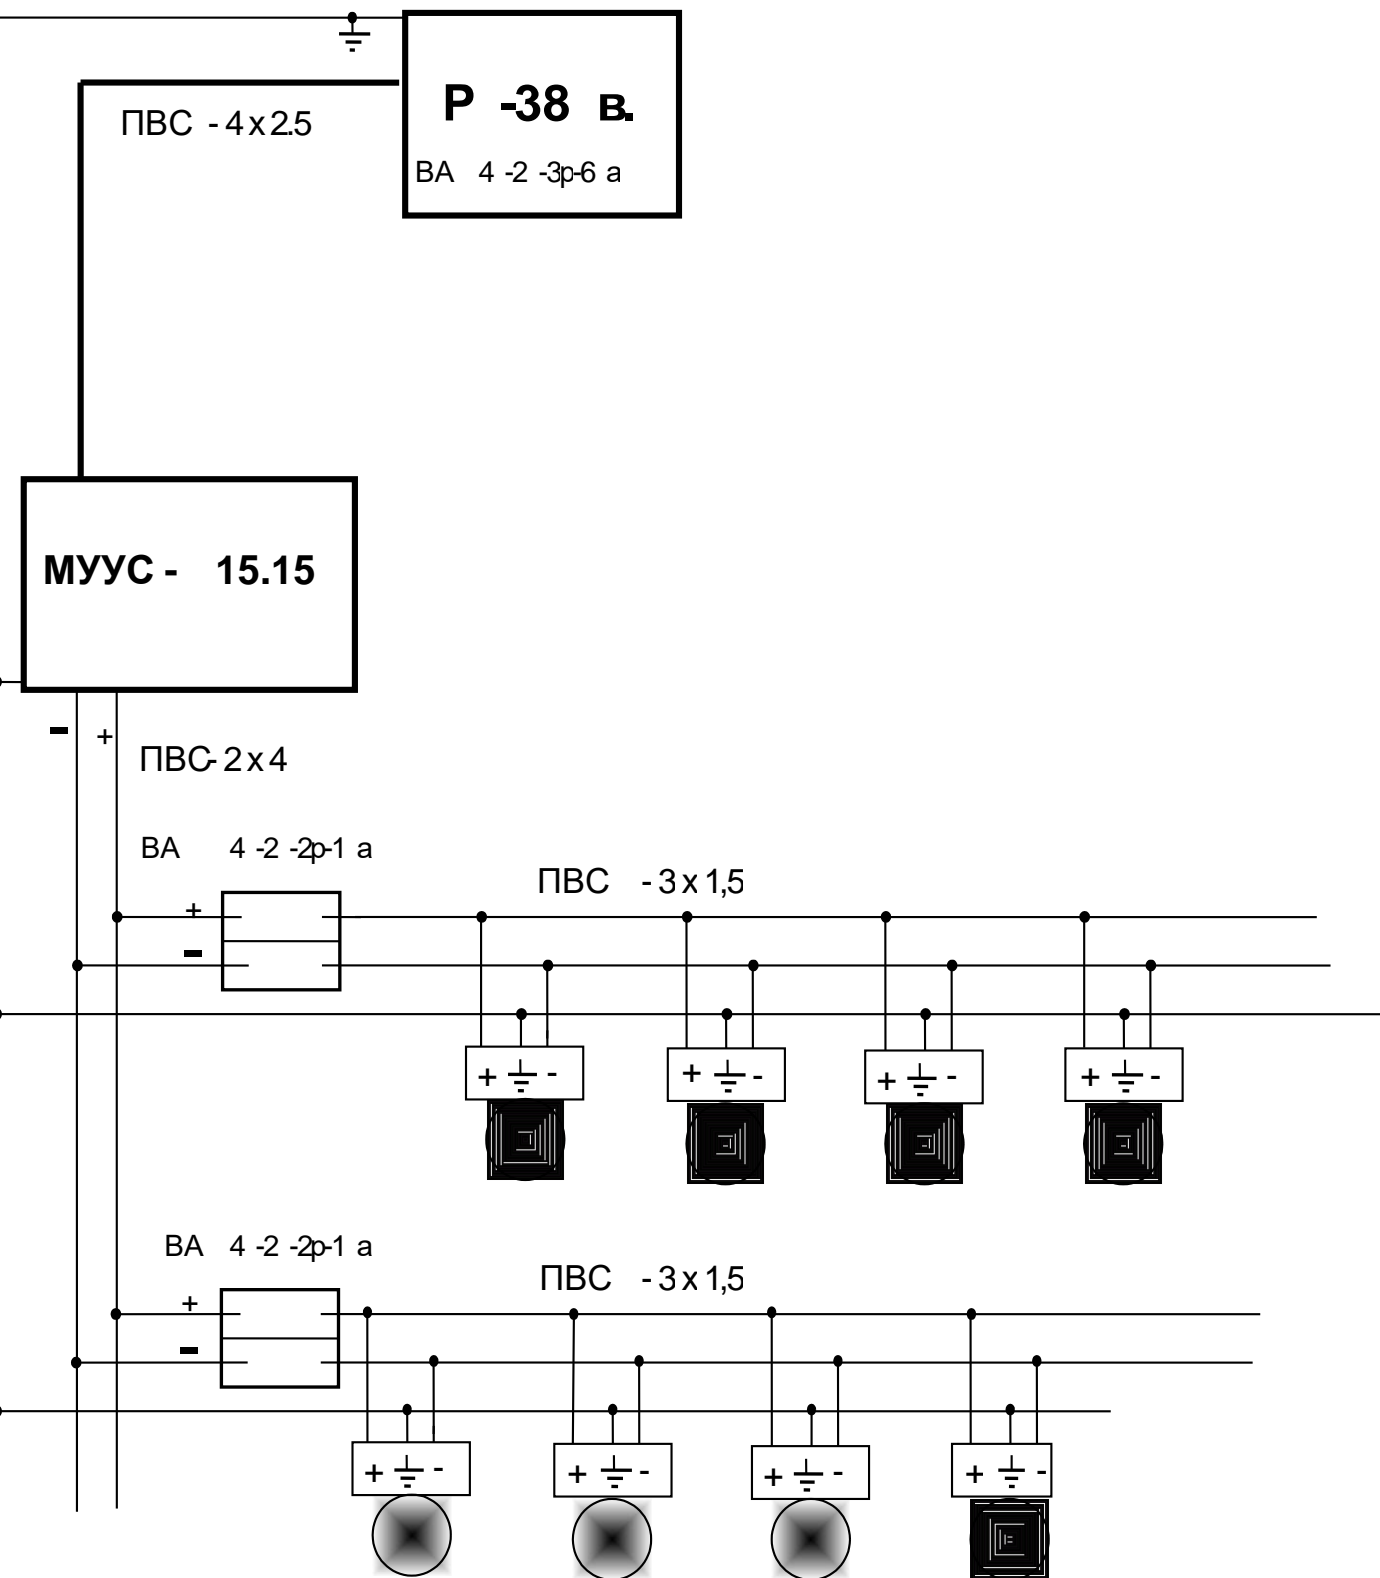 Р -38 в.
ПВС - 4 х 2.5
ВА 4 -2 -3р-6 а
МУУС - 15.15
- +
ПВС- 2 х 4
ВА 4 -2 -2р-1 а
ПВС - 3 х 1,5
+
-
+ -
+ -
+ -
+ -
ВА 4 -2 -2р-1 а
ПВС - 3 х 1,5
+
-
+ -
+ -
+ -
+ -